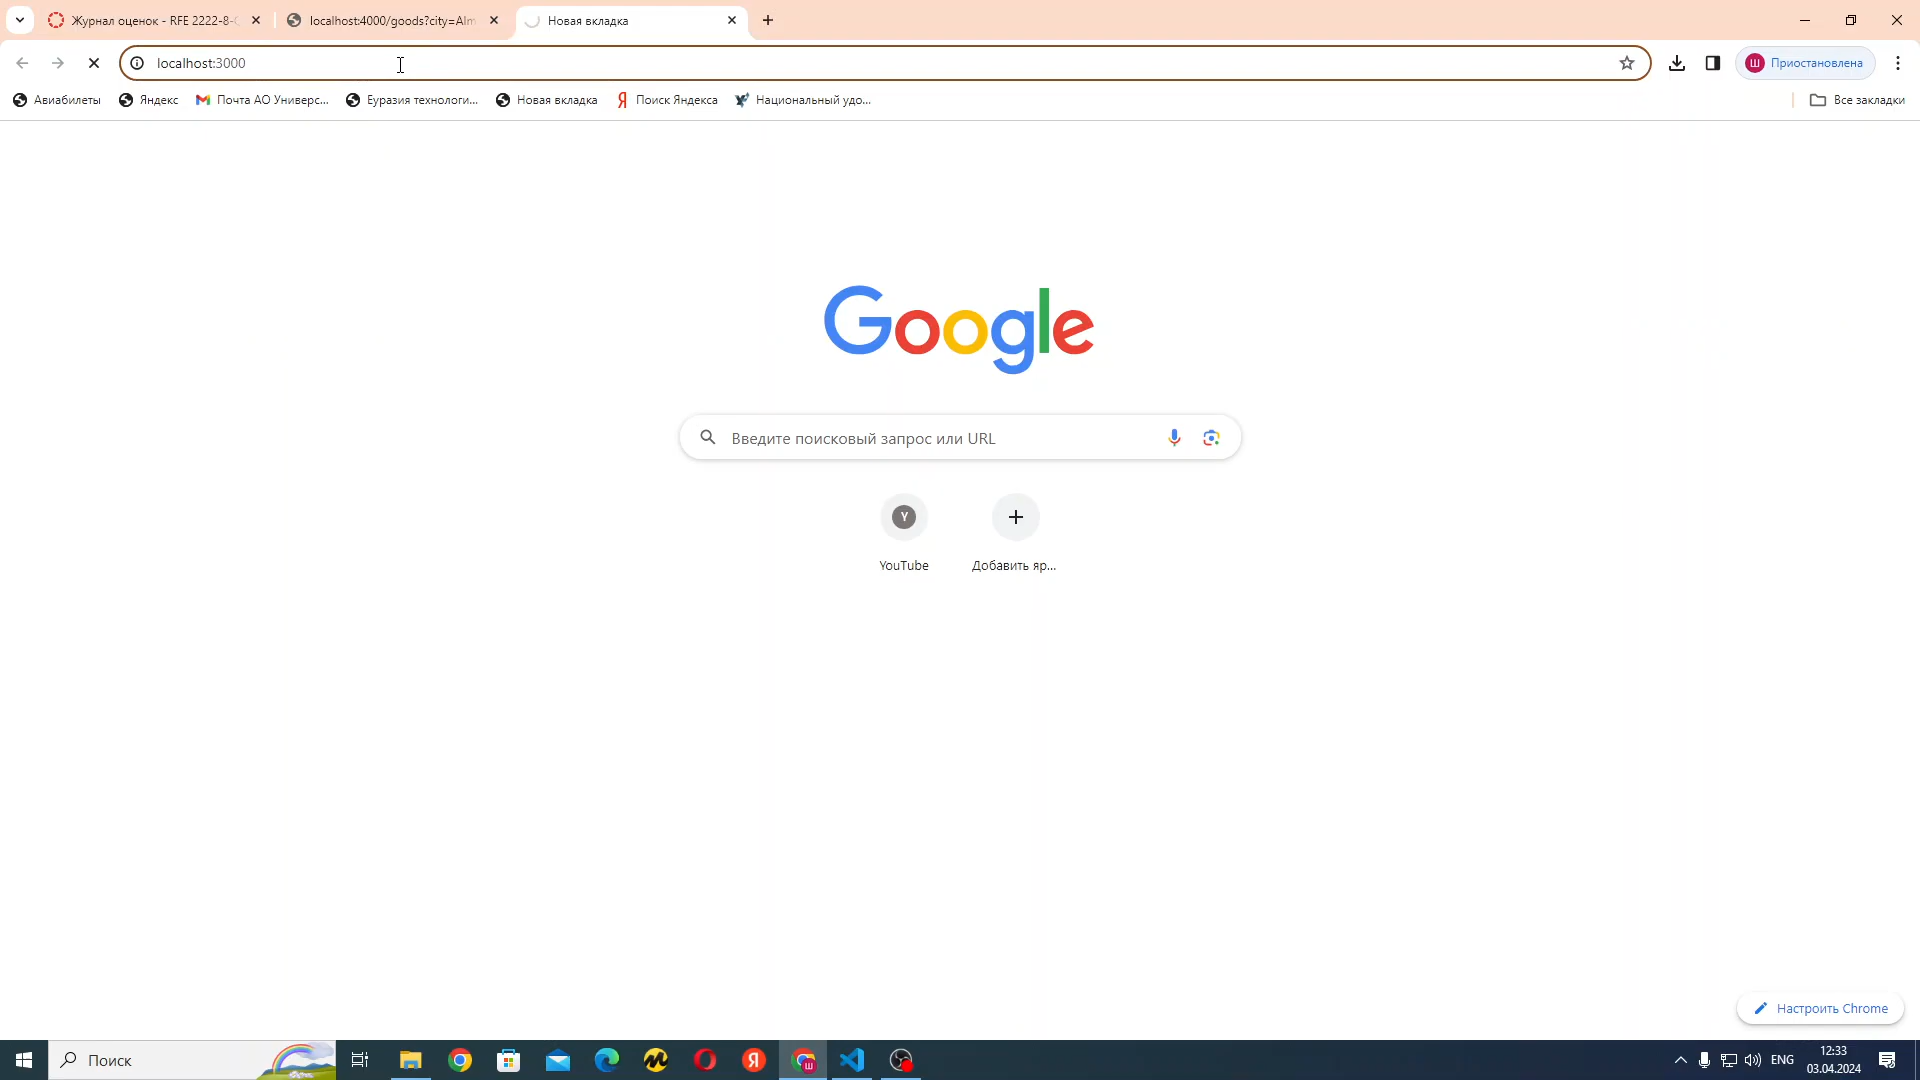 Журнал оценок - RFE 2222-8-
localhost:4000/goods?city=Alm
Новая вкладка
localhost:3000
Приостановлена
Авиабилеты
Яндекс
Почта АО Универс...
Еуразия технологи...
Новая вкладка
Поиск Яндекса
Национальный удо...
Все закладки
Google
Введите поисковый запрос или URL
YouTube
Добавить яр...
Настроить Chrome
Поиск
ENG
12:33
03.04.2024